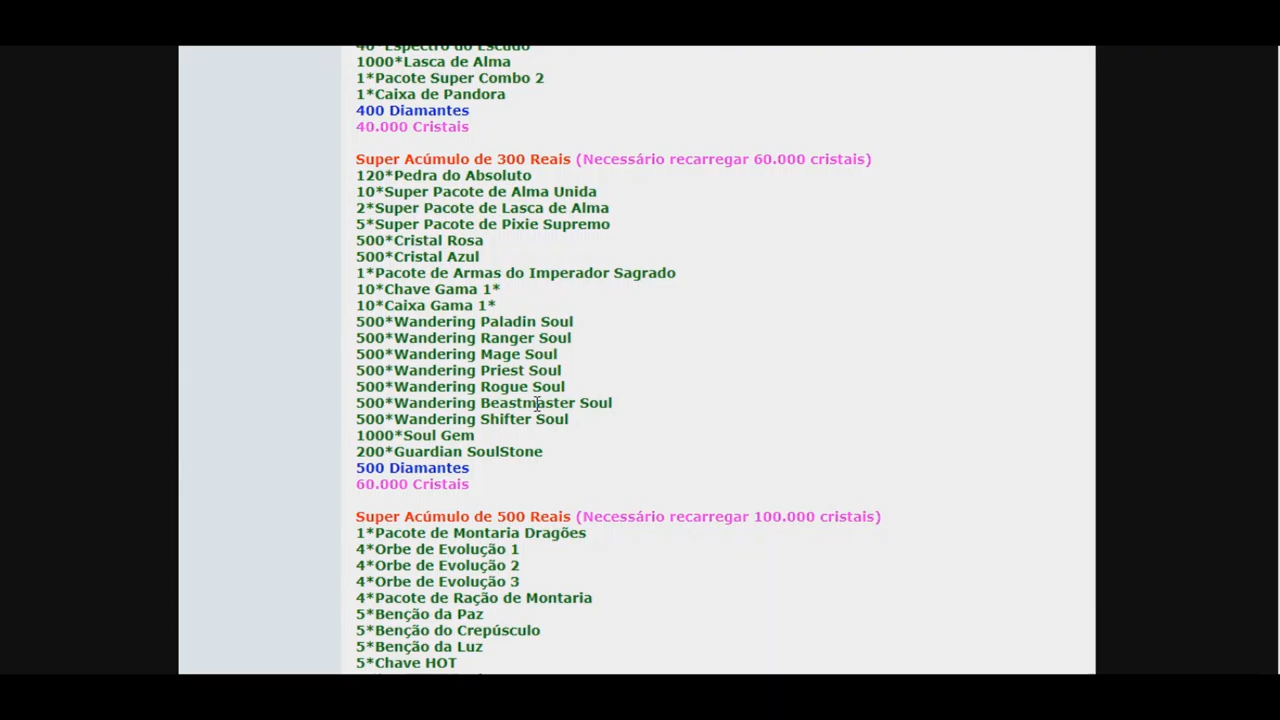 40*Espectro do Escudo
1000*Lasca de Alma
1*Pacote Super Combo 2
1*Caixa de Pandora
400 Diamantes
40.000 Cristais
Super Acúmulo de 300 Reais (Necessário recarregar 60.000 cristais)
120*Pedra do Absoluto
10*Super Pacote de Alma Unida
2*Super Pacote de Lasca de Alma
5*Super Pacote de Pixie Supremo
500*Cristal Rosa
500*Cristal Azul
1*Pacote de Armas do Imperador Sagrado
10*Chave Gama 1*
10*Caixa Gama 1*
500*Wandering Paladin Soul
500*Wandering Ranger Soul
500*Wandering Mage Soul
500*Wandering Priest Soul
500*Wandering Rogue Soul
500*Wandering Beastmaster Soul
500*Wandering Shifter Soul
1000*Soul Gem
200*Guardian SoulStone
500 Diamantes
60.000 Cristais
Super Acúmulo de 500 Reais (Necessário recarregar 100.000 cristais)
1*Pacote de Montaria Dragões
4*Orbe de Evolução 1
4*Orbe de Evolução 2
4*Orbe de Evolução 3
4*Pacote de Ração de Montaria
5*Benção da Paz
5*Benção do Crepúsculo
5*Benção da Luz
5*Chave HOT